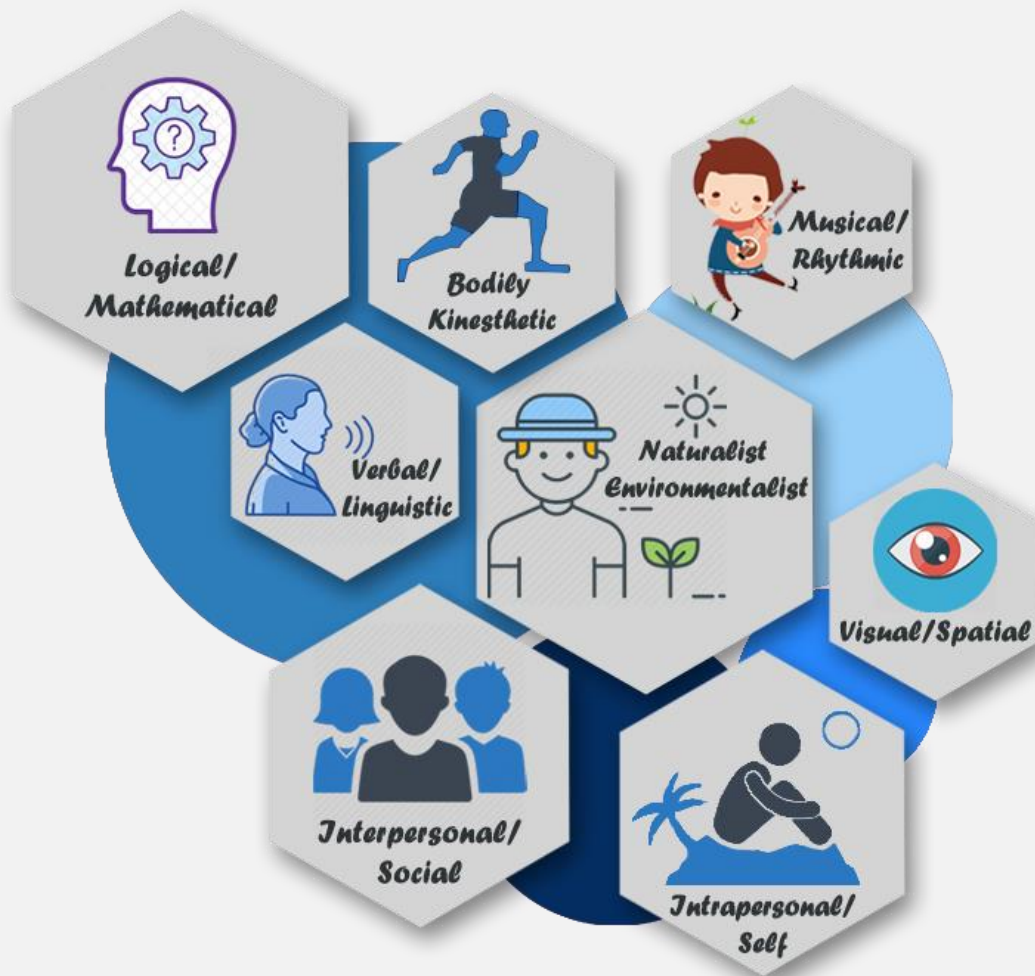 Logical/
Mathematical
Bodily
Kinesthetic
Musical/
Rhythmic
Verbal/
Linguistic
Naturalist
Environmentalist
Visual/Spatial
Interpersonal/
Social
Intrapersonal/
Self
?